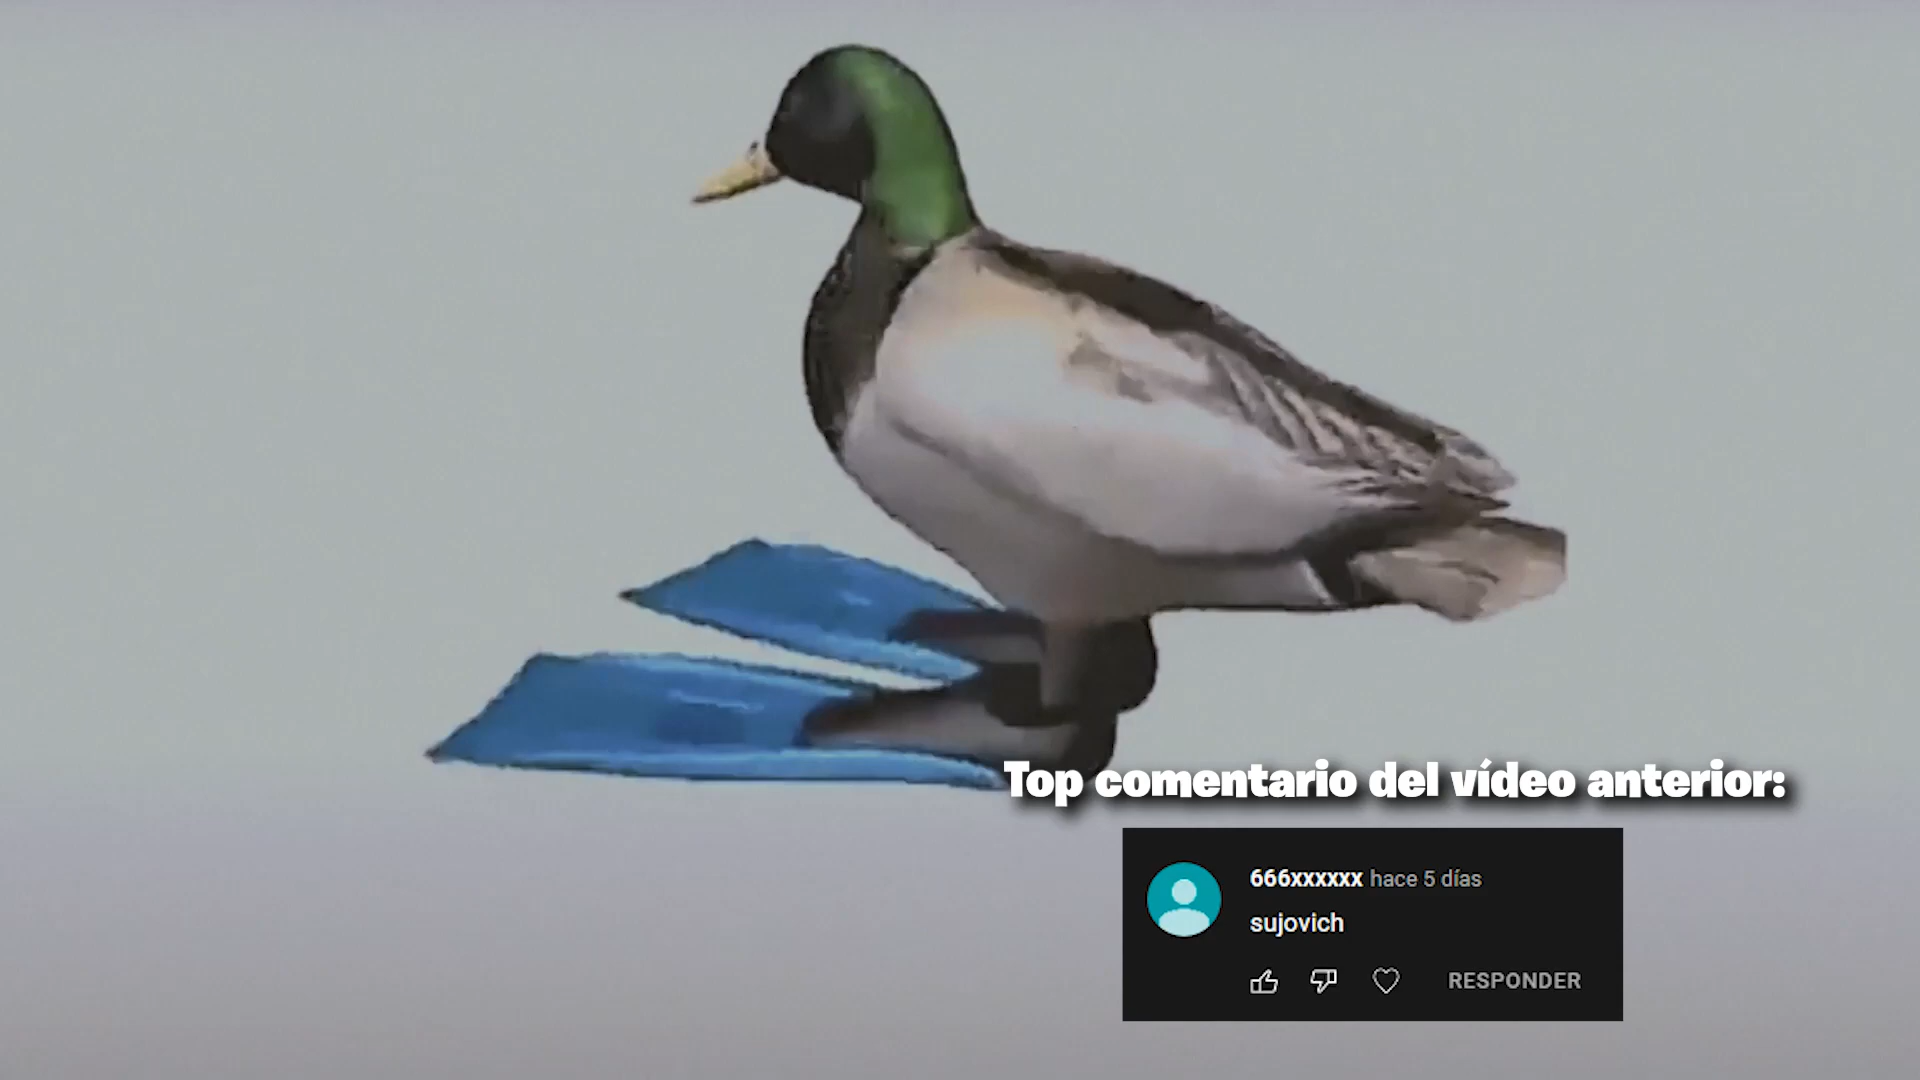 Top comentario del vídeo anterior:
666xxxxxx hace 5 días
sujovich
RESPONDER